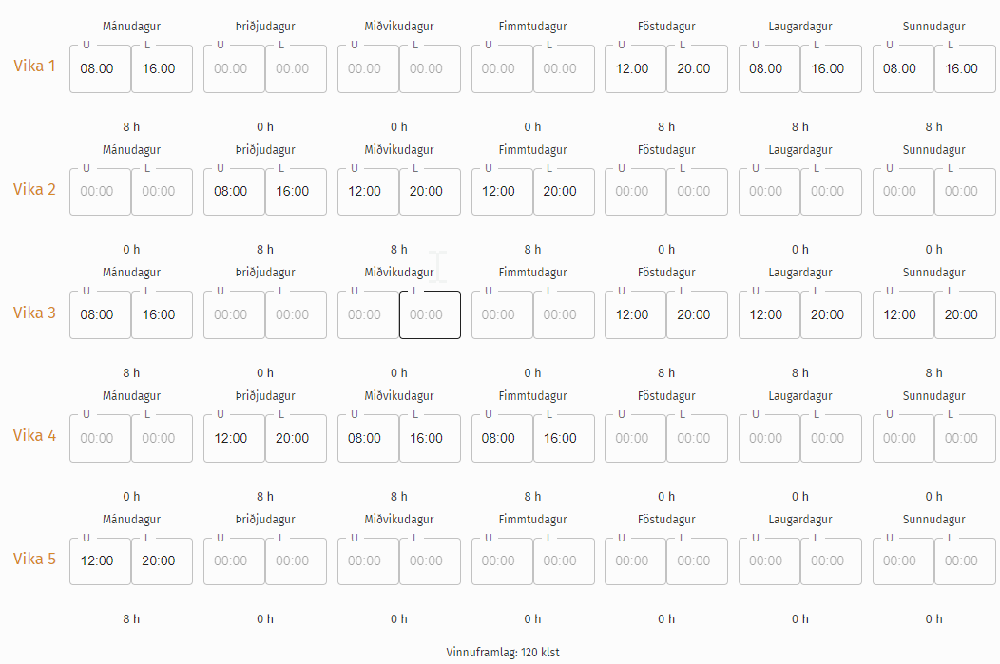 Mánudagur Þriðjudagur Miðvikudagur Fimmtudagur Föstudagur Laugardagur Sunnudagur
U L U L U L U L U L U L U L
Vika 1 08:00 16:00 00:00 00:00 00:00 00:00 00:00 00:00 12:00 20:00 08:00 16:00 08:00 16:00
8 h 0 h 0 h 0 h 8 h 8 h 8 h
Mánudagur Þriðjudagur Miðvikudagur Fimmtudagur Föstudagur Laugardagur Sunnudagur
U L U L U L U L U L U L U L
Vika 2 00:00 00:00 08:00 16:00 12:00 20:00 12:00 20:00 00:00 00:00 00:00 00:00 00:00 00:00
0 h 8 h 8 h 8 h 0 h 0 h 0 h
Mánudagur Þriðjudagur Miðvikudagur Fimmtudagur Föstudagur Laugardagur Sunnudagur
U L U L U L U L U L U L U L
Vika 3 08:00 16:00 00:00 00:00 00:00 00:00 00:00 00:00 12:00 20:00 12:00 20:00 12:00 20:00
8 h 0 h 0 h 0 h 8 h 8 h 8 h
Mánudagur Þriðjudagur Miðvikudagur Fimmtudagur Föstudagur Laugardagur Sunnudagur
U L U L U L U L U L U L U L
Vika 4 00:00 00:00 12:00 20:00 08:00 16:00 08:00 16:00 00:00 00:00 00:00 00:00 00:00 00:00
0 h 8 h 8 h 8 h 0 h 0 h 0 h
Mánudagur Þriðjudagur Miðvikudagur Fimmtudagur Föstudagur Laugardagur Sunnudagur
U L U L U L U L U L U L U L
Vika 5 12:00 20:00 00:00 00:00 00:00 00:00 00:00 00:00 00:00 00:00 00:00 00:00 00:00 00:00
8 h 0 h 0 h 0 h 0 h 0 h 0 h
Vinnuframlag: 120 klst